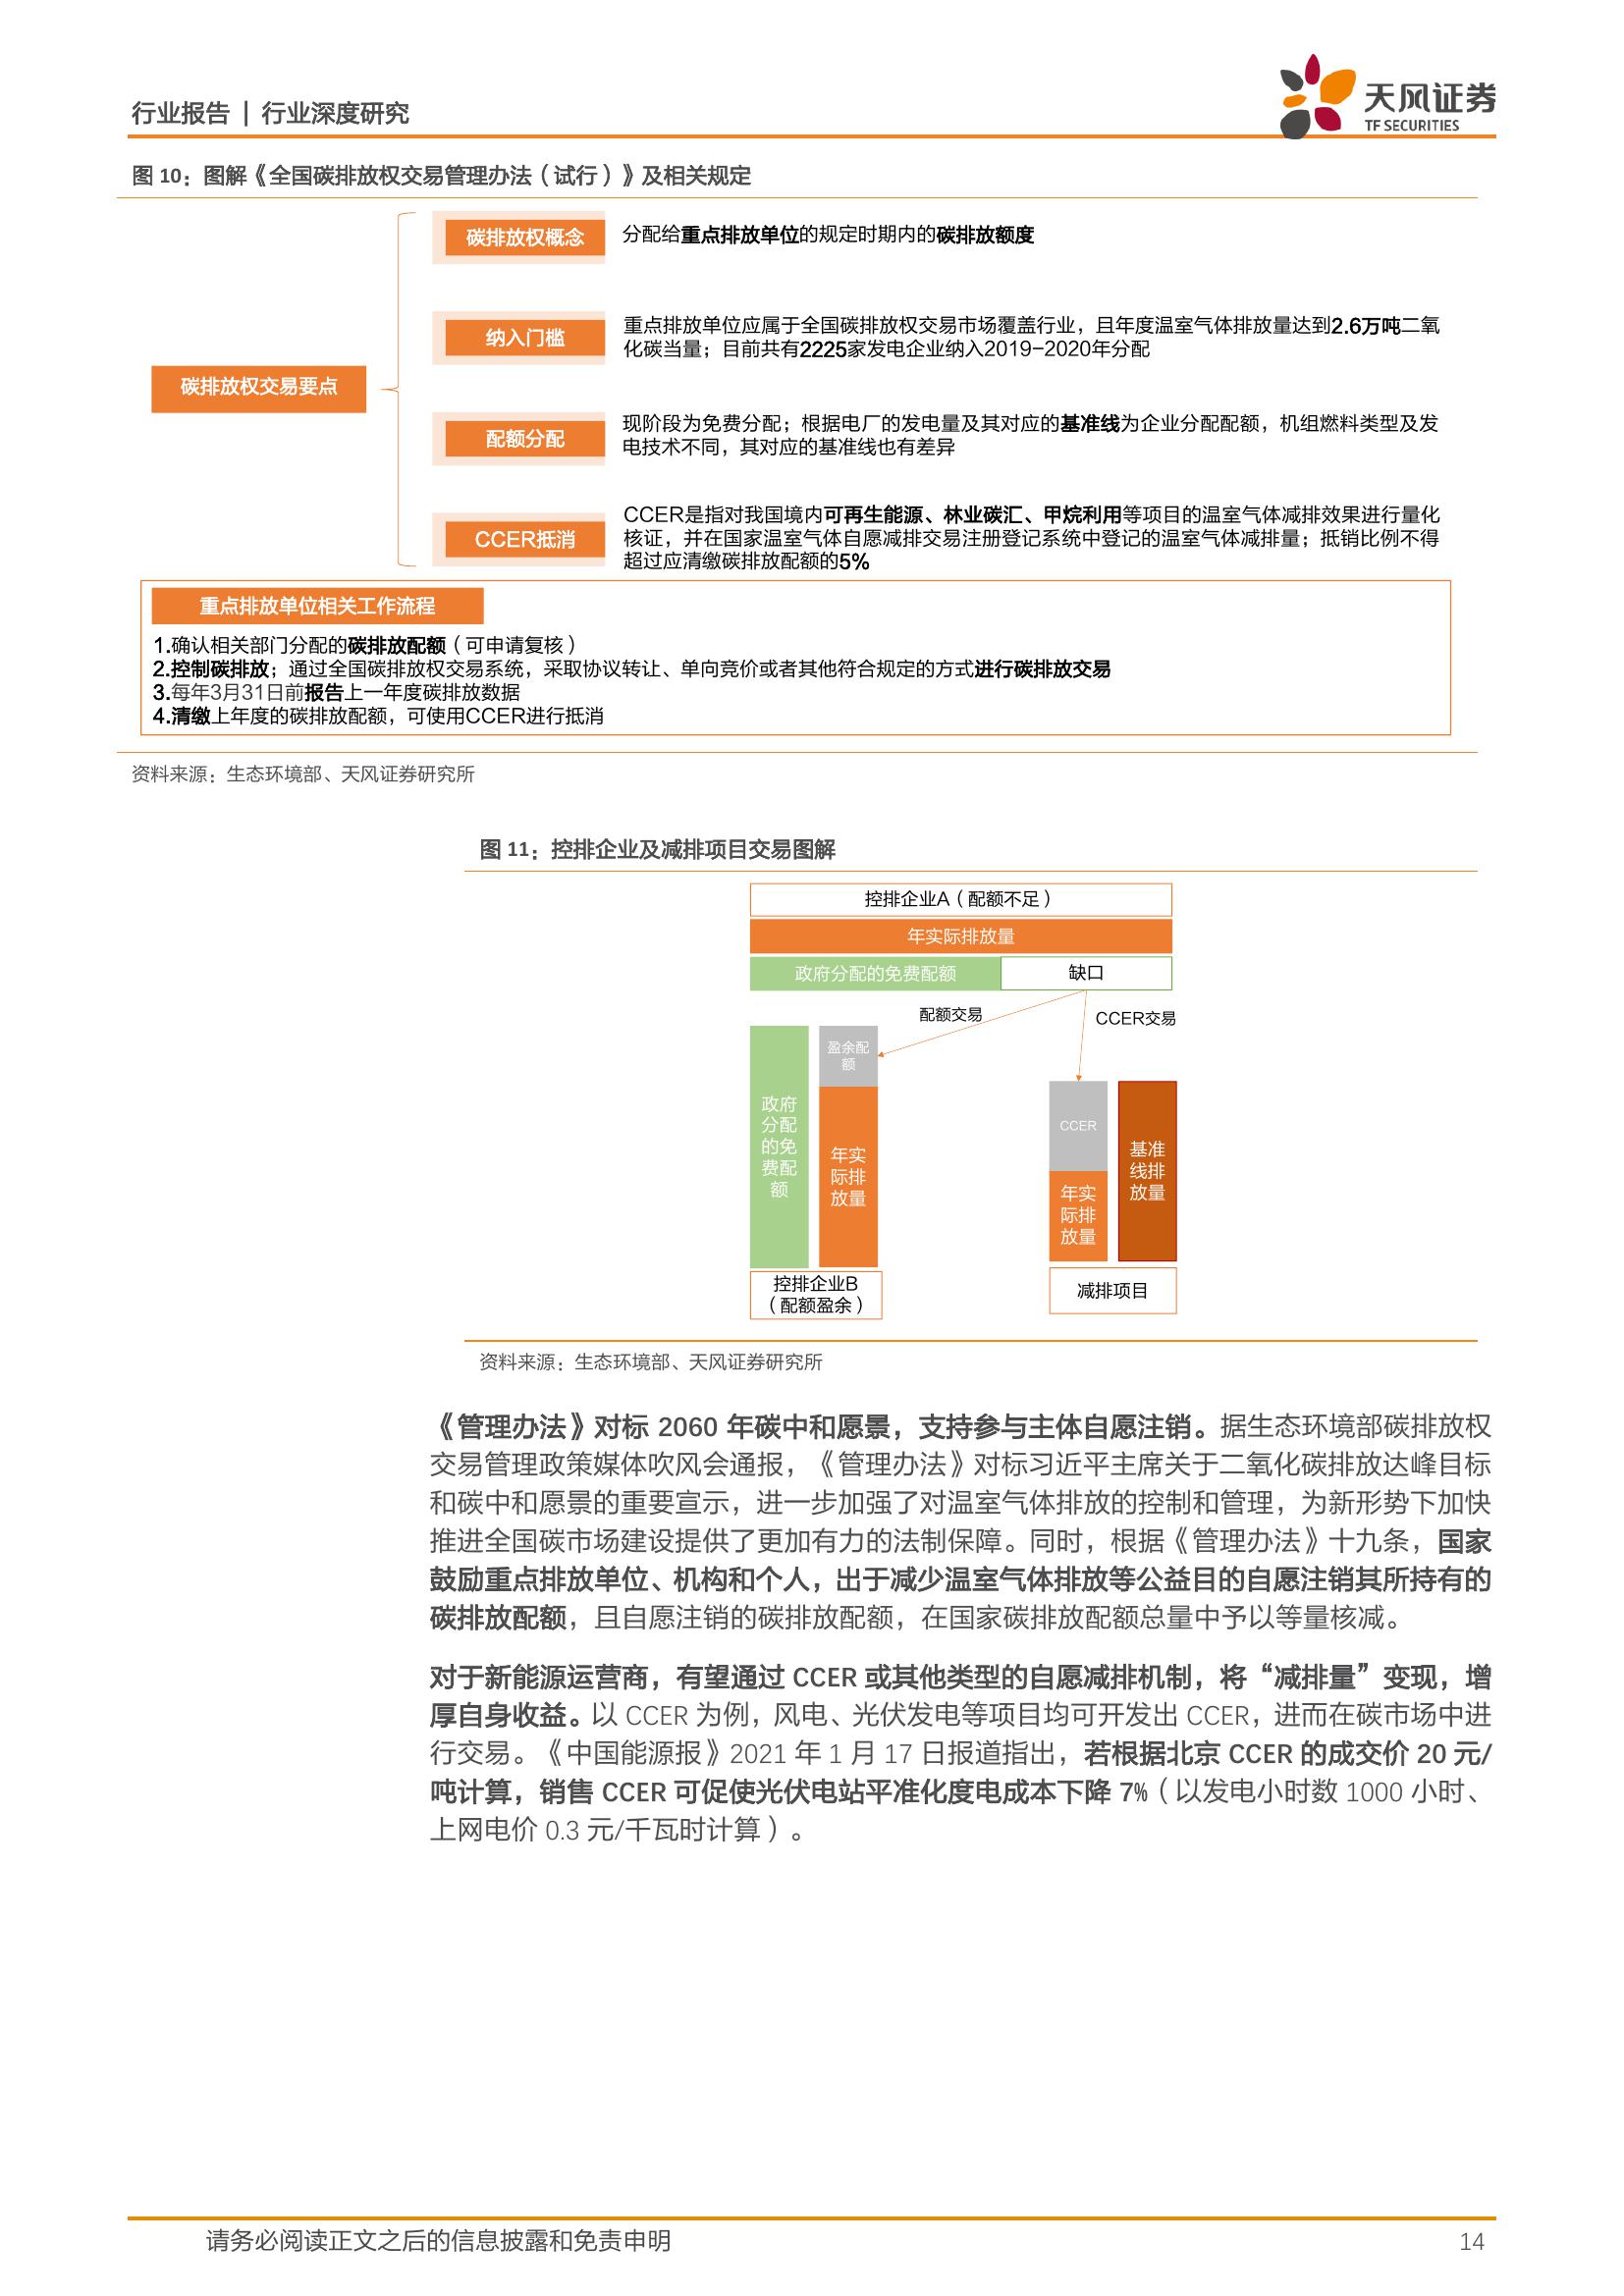 行业报告 | 行业深度研究
天风证券
TF SECURITIES
图 10：图解《全国碳排放权交易管理办法（试行）》及相关规定
碳排放权交易要点
碳排放权概念
分配给重点排放单位的规定时期内的碳排放额度
纳入门槛
重点排放单位应属于全国碳排放权交易市场覆盖行业，且年度温室气体排放量达到2.6万吨二氧
化碳当量；目前共有2225家发电企业纳入2019-2020年分配
配额分配
现阶段为免费分配；根据电厂的发电量及其对应的基准线为企业分配配额，机组燃料类型及发
电技术不同，其对应的基准线也有差异
CCER抵消
CCER是指对我国境内可再生能源、林业碳汇、甲烷利用等项目的温室气体减排效果进行量化
核证，并在国家温室气体自愿减排交易注册登记系统中登记的温室气体减排量；抵销比例不得
超过应清缴碳排放配额的5%
重点排放单位相关工作流程
1.确认相关部门分配的碳排放配额（可申请复核）
2.控制碳排放；通过全国碳排放权交易系统，采取协议转让、单向竞价或者其他符合规定的方式进行碳排放交易
3.每年3月31日前报告上一年度碳排放数据
4.清缴上年度的碳排放配额，可使用CCER进行抵消
资料来源：生态环境部、天风证券研究所
图 11：控排企业及减排项目交易图解
控排企业A（配额不足）
年实际排放量
政府分配的免费配额
缺口
配额交易
CCER交易
政府
分配
的免
费配
额
盈余配
额
年实
际排
放量
控排企业B
（配额盈余）
CCER
年实
际排
放量
基准
线排
放量
减排项目
资料来源：生态环境部、天风证券研究所
《管理办法》对标 2060 年碳中和愿景，支持参与主体自愿注销。据生态环境部碳排放权
交易管理政策媒体吹风会通报，《管理办法》对标习近平主席关于二氧化碳排放达峰目标
和碳中和愿景的重要宣示，进一步加强了对温室气体排放的控制和管理，为新形势下加快
推进全国碳市场建设提供了更加有力的法制保障。同时，根据《管理办法》十九条，国家
鼓励重点排放单位、机构和个人，出于减少温室气体排放等公益目的自愿注销其所持有的
碳排放配额，且自愿注销的碳排放配额，在国家碳排放配额总量中予以等量核减。
对于新能源运营商，有望通过 CCER 或其他类型的自愿减排机制，将“减排量”变现，增
厚自身收益。以 CCER 为例，风电、光伏发电等项目均可开发出 CCER，进而在碳市场中进
行交易。《中国能源报》2021 年 1 月 17 日报道指出，若根据北京 CCER 的成交价 20 元/
吨计算，销售 CCER 可促使光伏电站平准化度电成本下降 7%（以发电小时数 1000 小时、
上网电价 0.3 元/千瓦时计算）。
请务必阅读正文之后的信息披露和免责申明
14